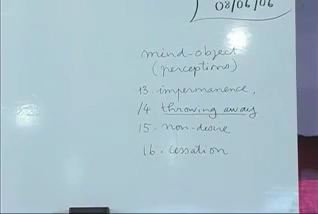 08/06/06
mind-object
(perceptions)
13. impermanence,
14. throwing away
15. non-desire
16. cessation